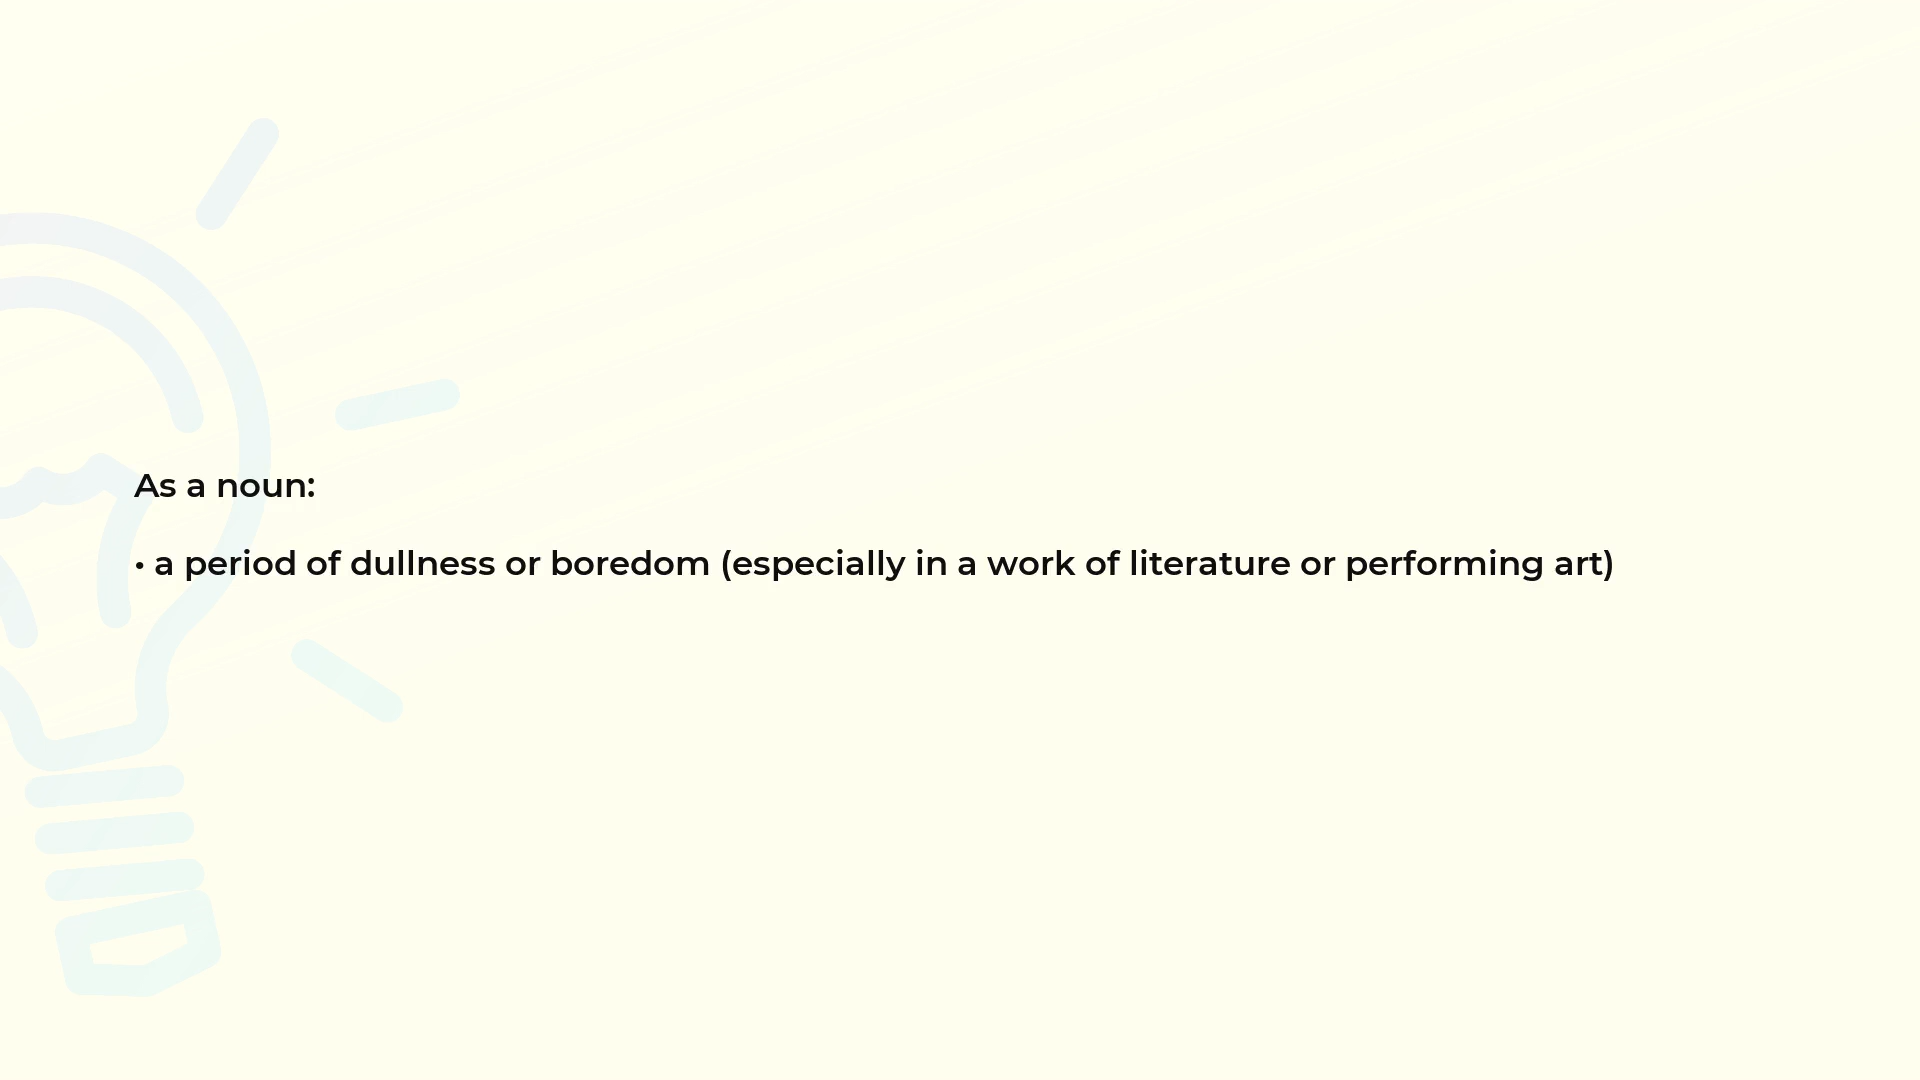 As a noun:
• a period of dullness or boredom (especially in a work of literature or performing art)